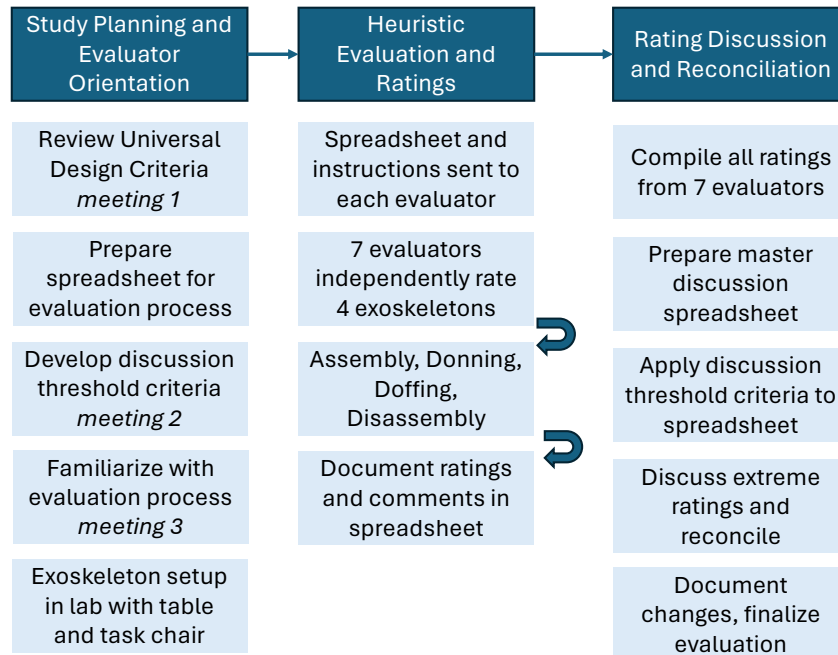 Study Planning and
Evaluator
Orientation
Review Universal
Design Criteria
meeting 1
Prepare
spreadsheet for
evaluation process
Develop discussion
threshold criteria
meeting 2
Familiarize with
evaluation process
meeting 3
Exoskeleton setup
in lab with table
and task chair
Heuristic
Evaluation and
Ratings
Spreadsheet and
instructions sent to
each evaluator
7 evaluators
independently rate
4 exoskeletons
Assembly, Donning,
Doffing,
Disassembly
Document ratings
and comments in
spreadsheet
Rating Discussion
and Reconciliation
Compile all ratings
from 7 evaluators
Prepare master
discussion
spreadsheet
Apply discussion
threshold criteria to
spreadsheet
Discuss extreme
ratings and
reconcile
Document
changes, finalize
evaluation